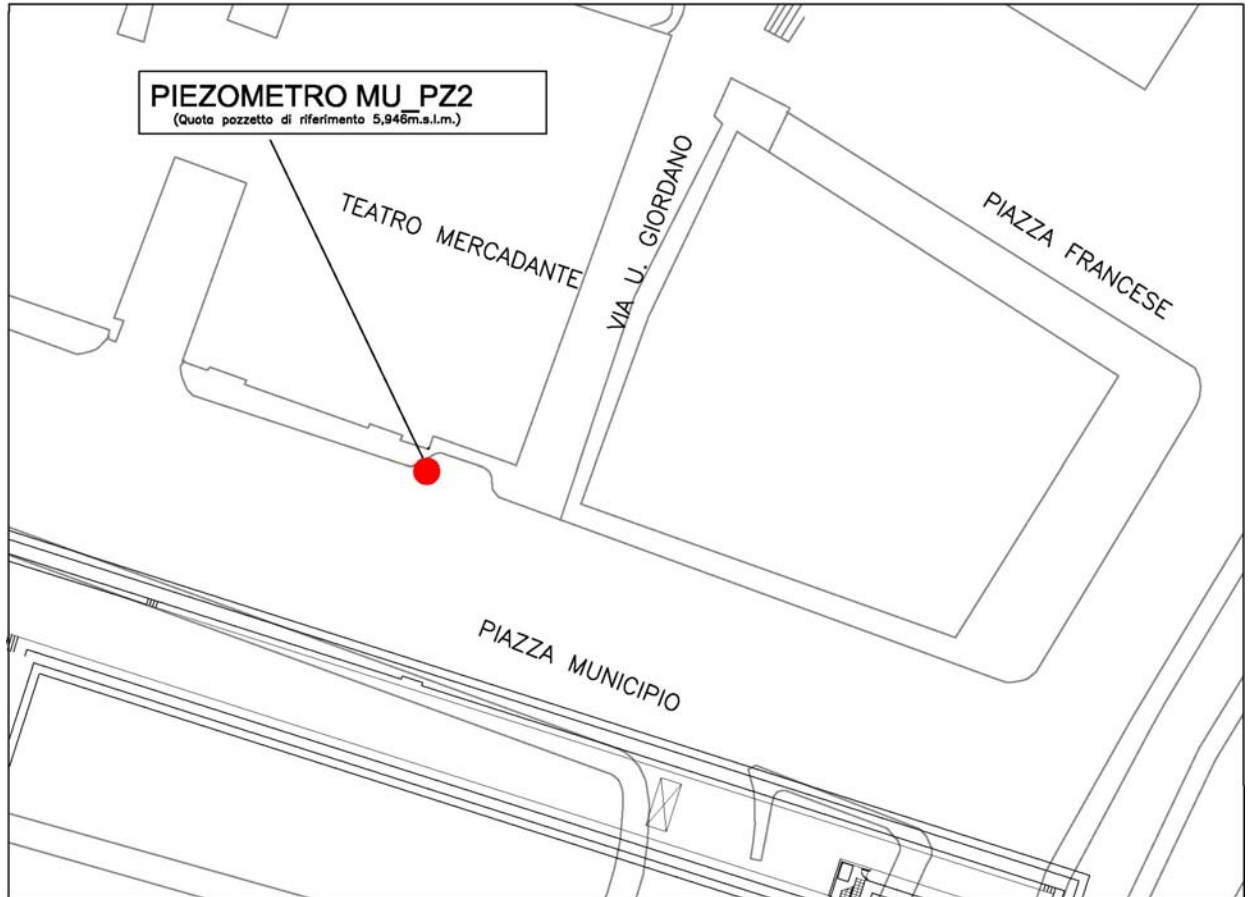 PIEZOMETRO MU_PZ2
(Quota pozzetto di riferimento 5,946m.s.l.m.)
TEATRO MERCADANTE
VIA U. GIORDANO
PIAZZA FRANCESE
PIAZZA MUNICIPIO